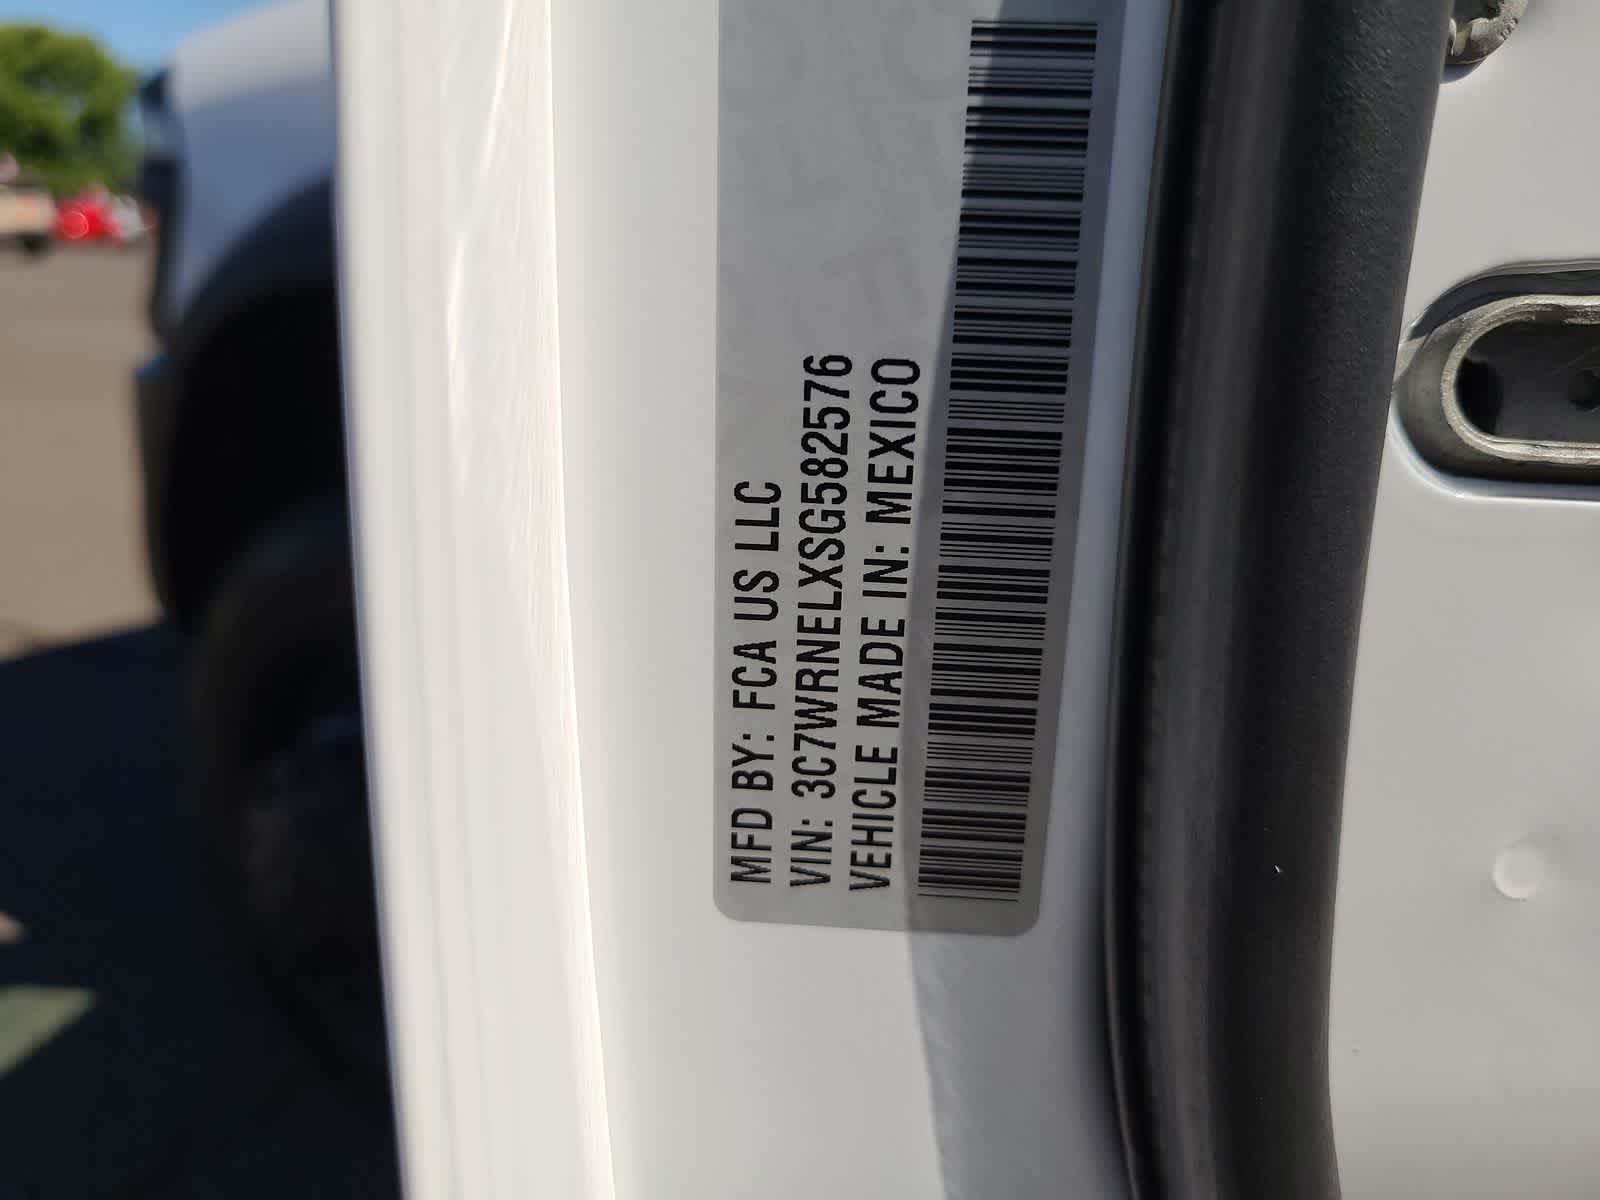 MFD BY: FCA US LLC
VIN: 3C7WRNELXSG582576
VEHICLE MADE IN: MEXICO